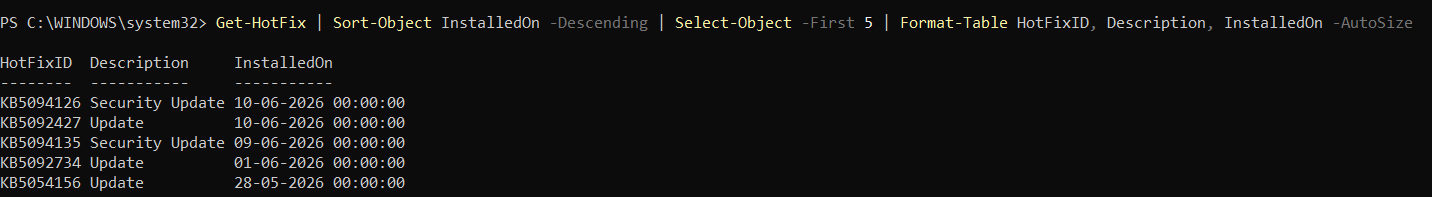 PS C:\WINDOWS\system32> Get-HotFix | Sort-Object InstalledOn -Descending | Select-Object -First 5 | Format-Table HotFixID, Description, InstalledOn -AutoSize
HotFixID Description InstalledOn
-------- ----------- -----------
KB5094126 Security Update 10-06-2026 00:00:00
KB5092427 Update 10-06-2026 00:00:00
KB5094135 Security Update 09-06-2026 00:00:00
KB5092734 Update 01-06-2026 00:00:00
KB5054156 Update 28-05-2026 00:00:00